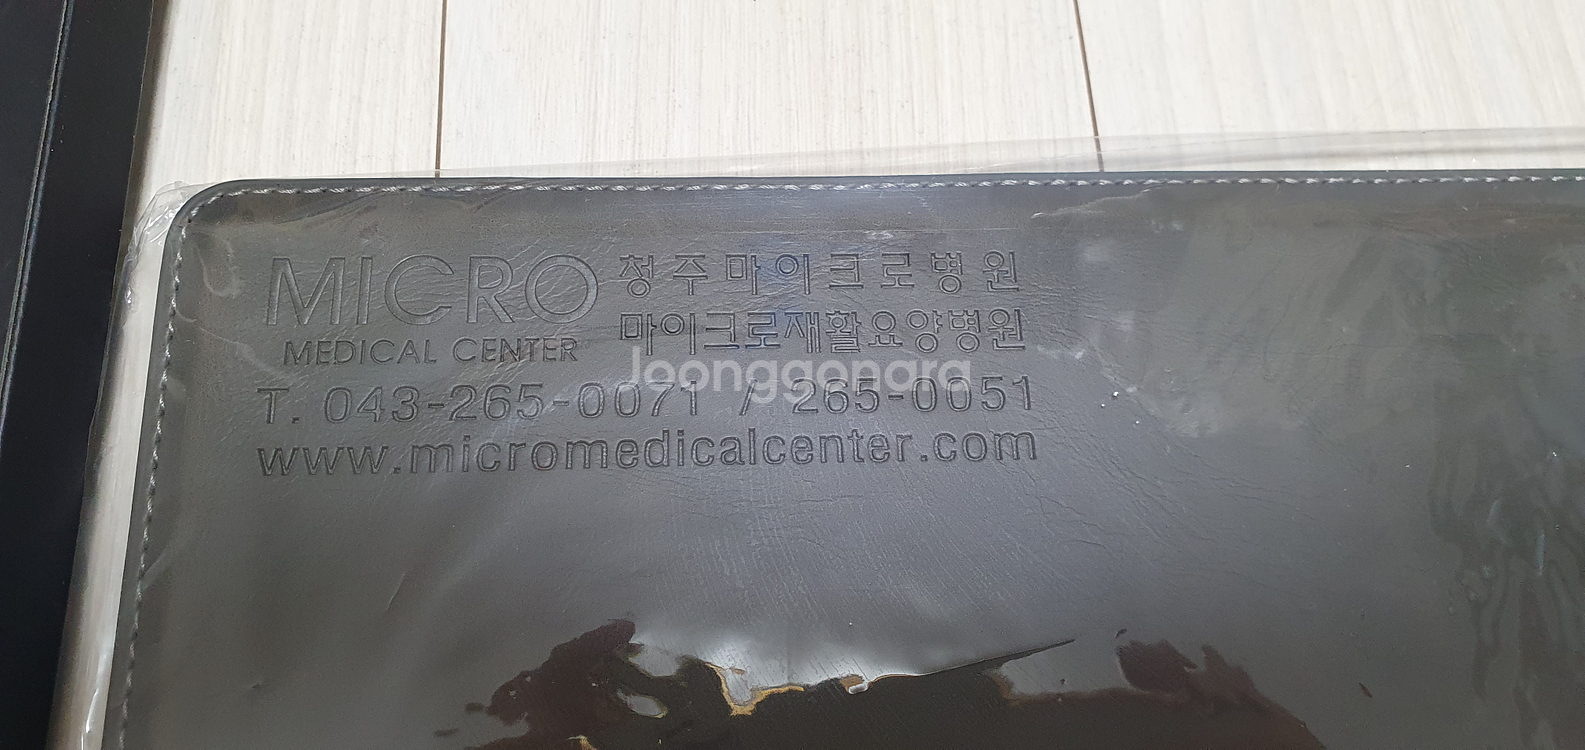 MICRO 청주마이크로병원
MEDICAL CENTER 마이크로재활요양병원
Joonggonara
T. 043-265-0071 / 265-0051
www.micromedicalcenter.com